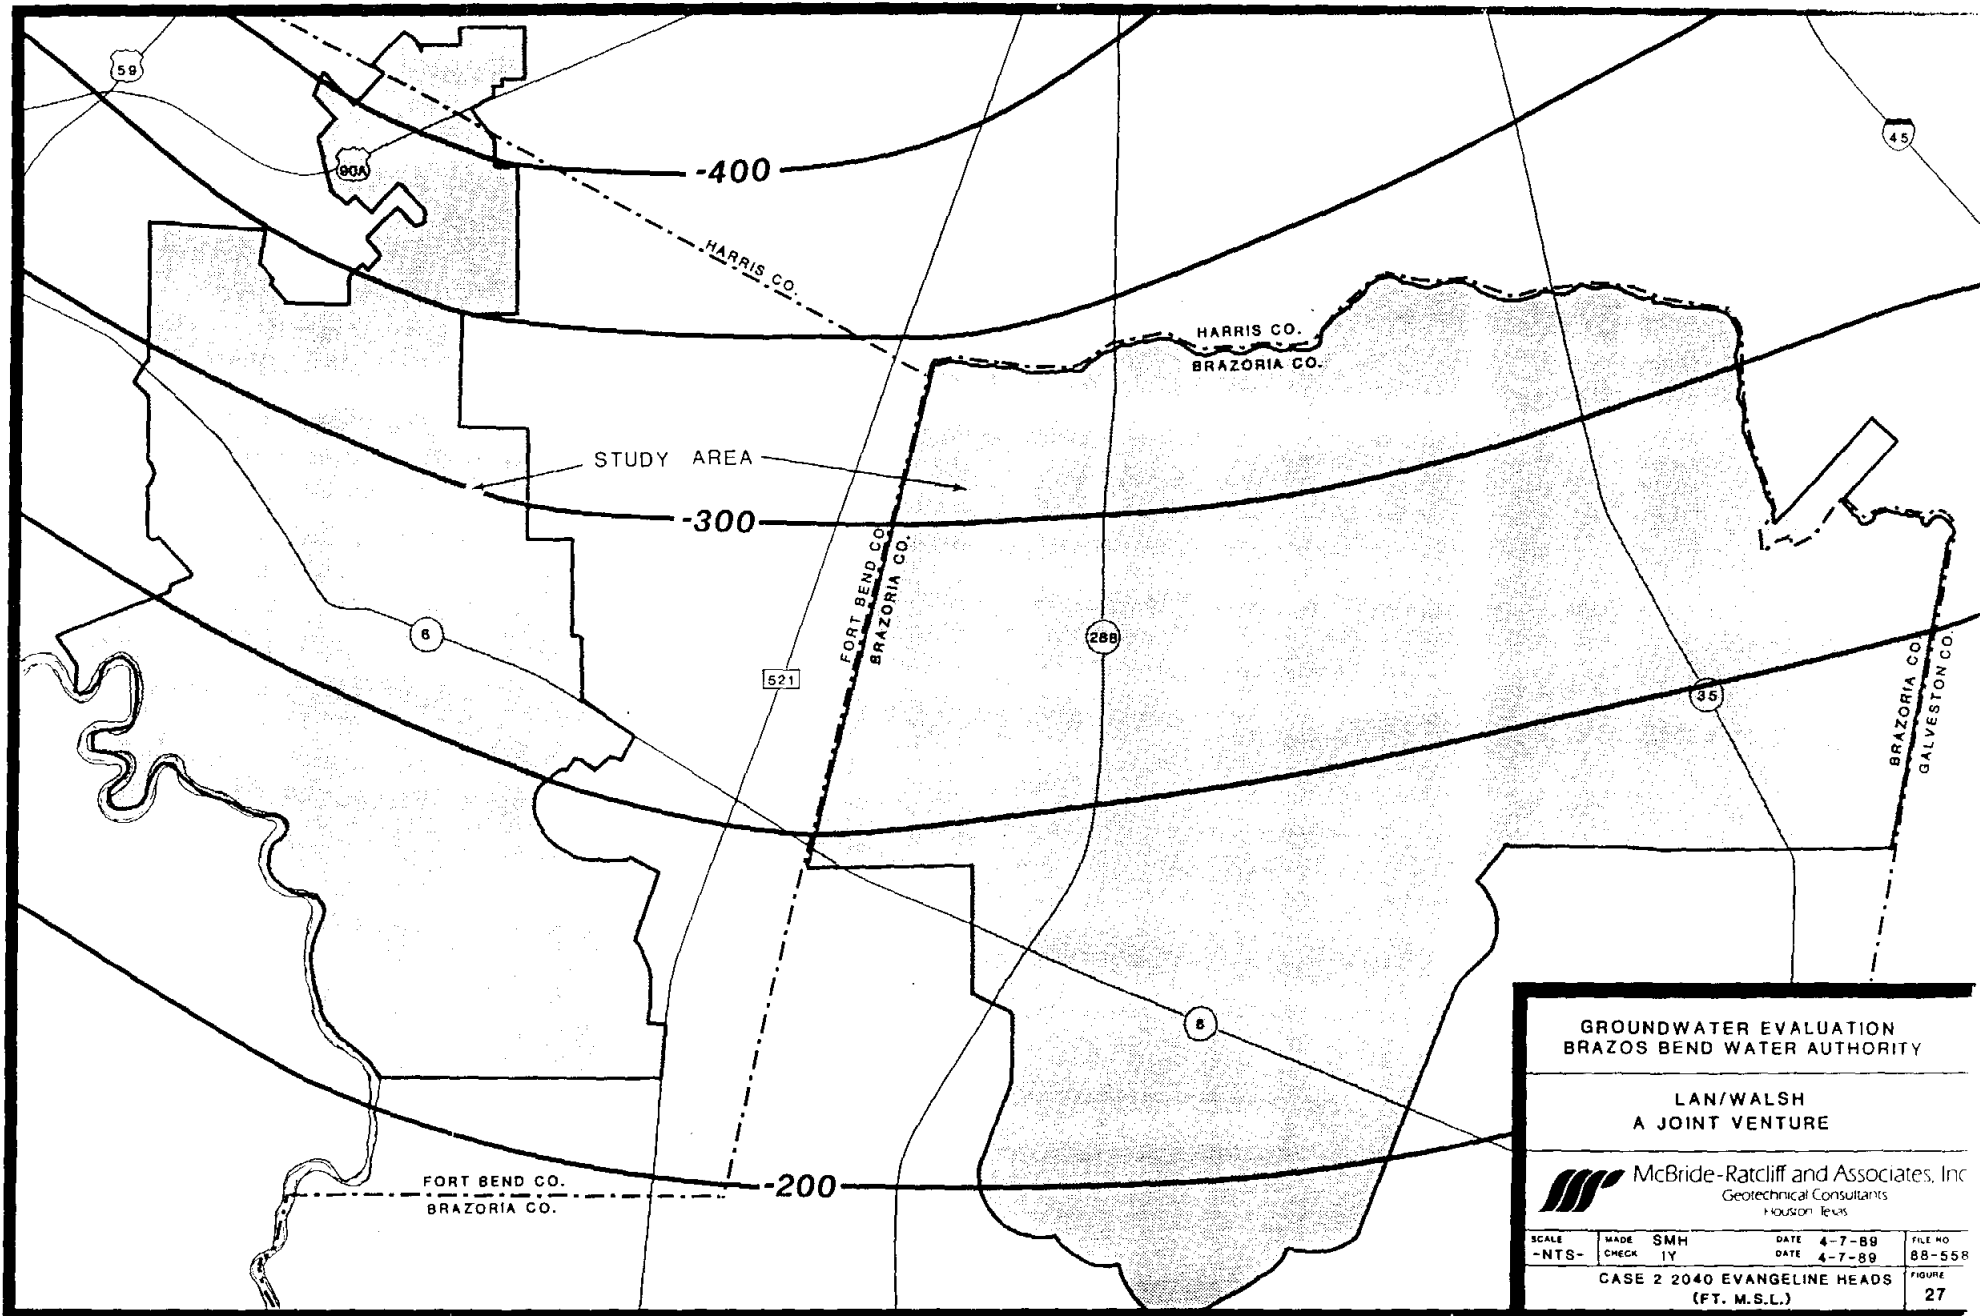 59
90A
45
-400
HARRIS CO.
HARRIS CO.
BRAZORIA CO.
STUDY AREA
-300
FORT BEND CO.
BRAZORIA CO.
6
288
521
35
BRAZORIA CO.
GALVESTON CO.
6
-200
FORT BEND CO.
BRAZORIA CO.
GROUNDWATER EVALUATION
BRAZOS BEND WATER AUTHORITY
LAN/WALSH
A JOINT VENTURE
McBride-Ratcliff and Associates, Inc
Geotechnical Consultants
Houston Texas
SCALE
-NTS-
MADE SMH DATE 4-7-89
CHECK IY DATE 4-7-89
FILE NO
88-558
CASE 2 2040 EVANGELINE HEADS
(FT. M.S.L.)
FIGURE
27